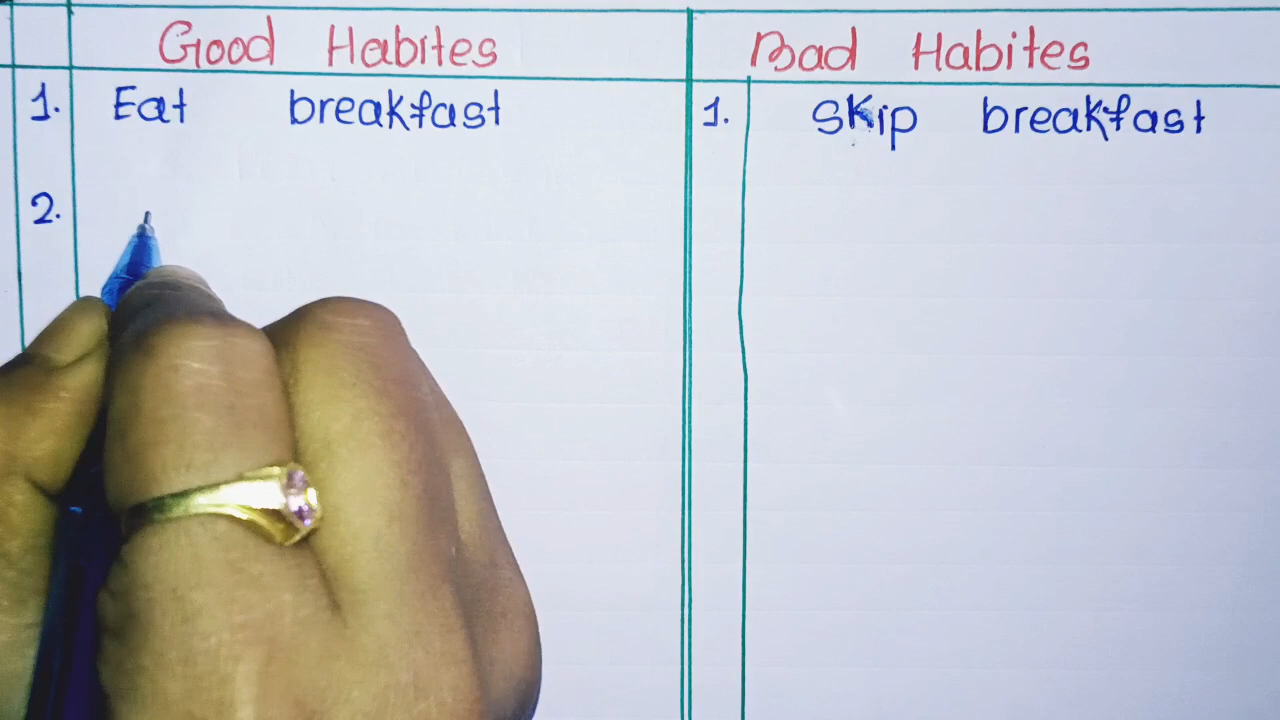 Good Habites
Bad Habites
1. Eat breakfast
1. Skip breakfast
2.